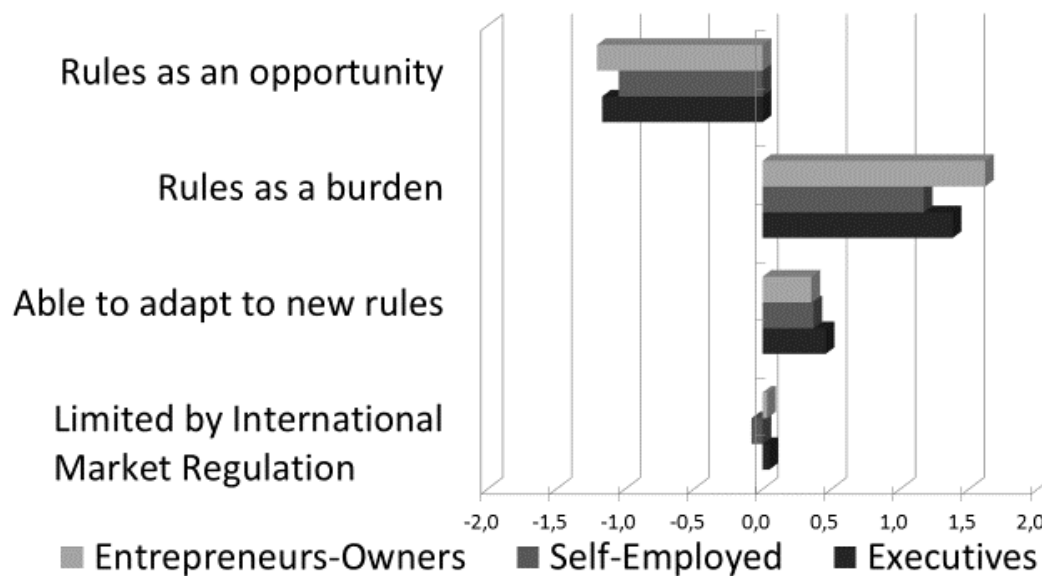 Rules as an opportunity
Rules as a burden
Able to adapt to new rules
Limited by International
Market Regulation
-2,0 -1,5 -1,0 -0,5 0,0 0,5 1,0 1,5 2,0
Entrepreneurs-Owners Self-Employed Executives